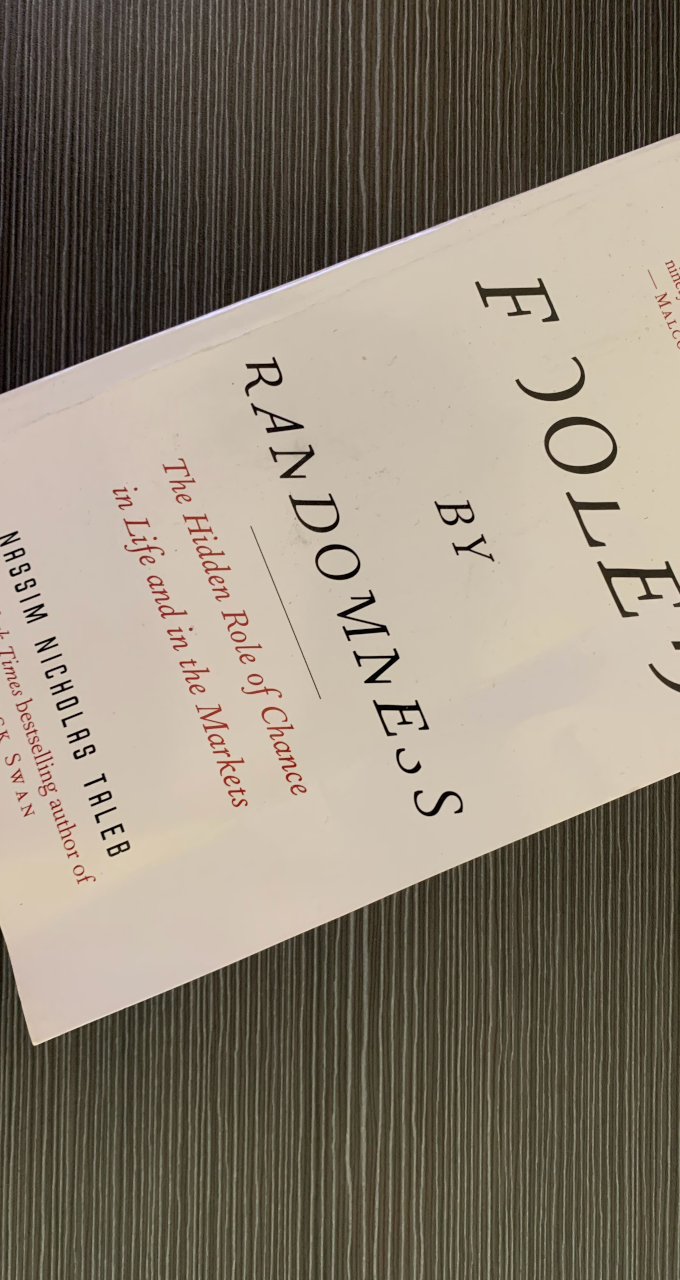 — MALCO
FOOLED
BY
RANDOMNESS
The Hidden Role of Chance
in Life and in the Markets
NASSIM NICHOLAS TALEB
Times bestselling author of
SWAN